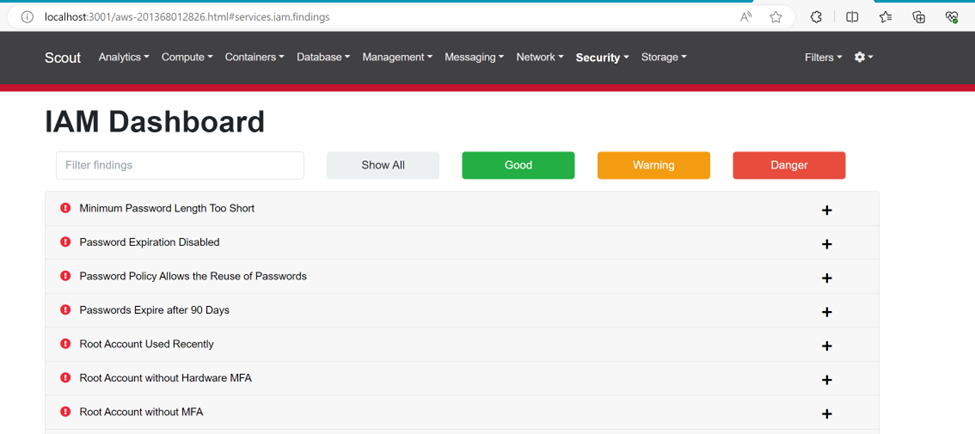 localhost:3001/aws-201368012826.html#services.iam.findings
Scout Analytics Compute Containers Database Management Messaging Network Security Storage Filters
IAM Dashboard
Filter findings Show All Good Warning Danger
Minimum Password Length Too Short
Password Expiration Disabled
Password Policy Allows the Reuse of Passwords
Passwords Expire after 90 Days
Root Account Used Recently
Root Account without Hardware MFA
Root Account without MFA